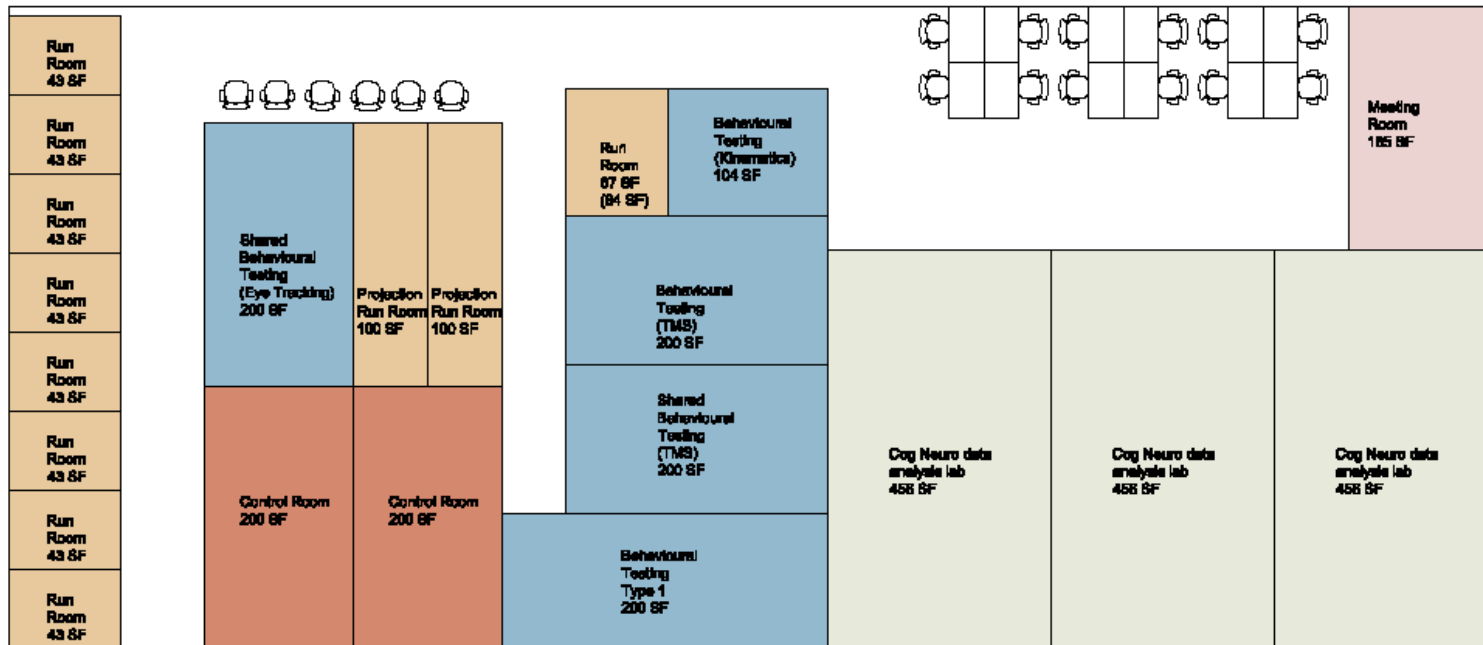 Run
Room
43 SF
Run
Room
43 SF
Run
Room
43 SF
Run
Room
43 SF
Run
Room
43 SF
Run
Room
43 SF
Run
Room
43 SF
Run
Room
43 SF
Shared
Behavioural
Testing
(Eye Tracking)
200 SF
Projection
Run Room
100 SF
Projection
Run Room
100 SF
Control Room
200 SF
Control Room
200 SF
Run
Room
67 SF
(94 SF)
Behavioural
Testing
(Kinematics)
104 SF
Behavioural
Testing
(TMS)
200 SF
Shared
Behavioural
Testing
(TMS)
200 SF
Behavioural
Testing
Type 1
200 SF
Cog Neuro data
analysis lab
456 SF
Cog Neuro data
analysis lab
456 SF
Cog Neuro data
analysis lab
456 SF
Meeting
Room
185 SF